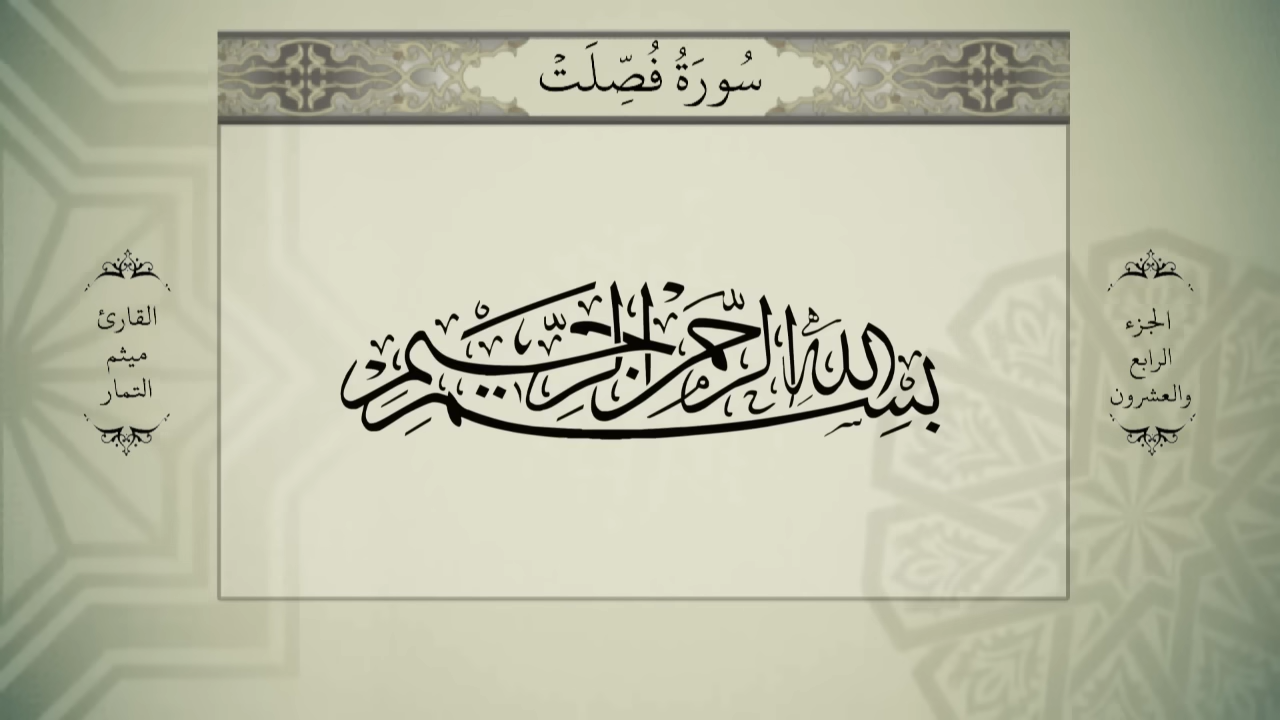 سُورَةُ فُصِّلَتْ
بِسْمِ اللَّهِ الرَّحْمَنِ الرَّحِيمِ
الجزء
الرابع
والعشرون
القارئ
ميثم
التمار